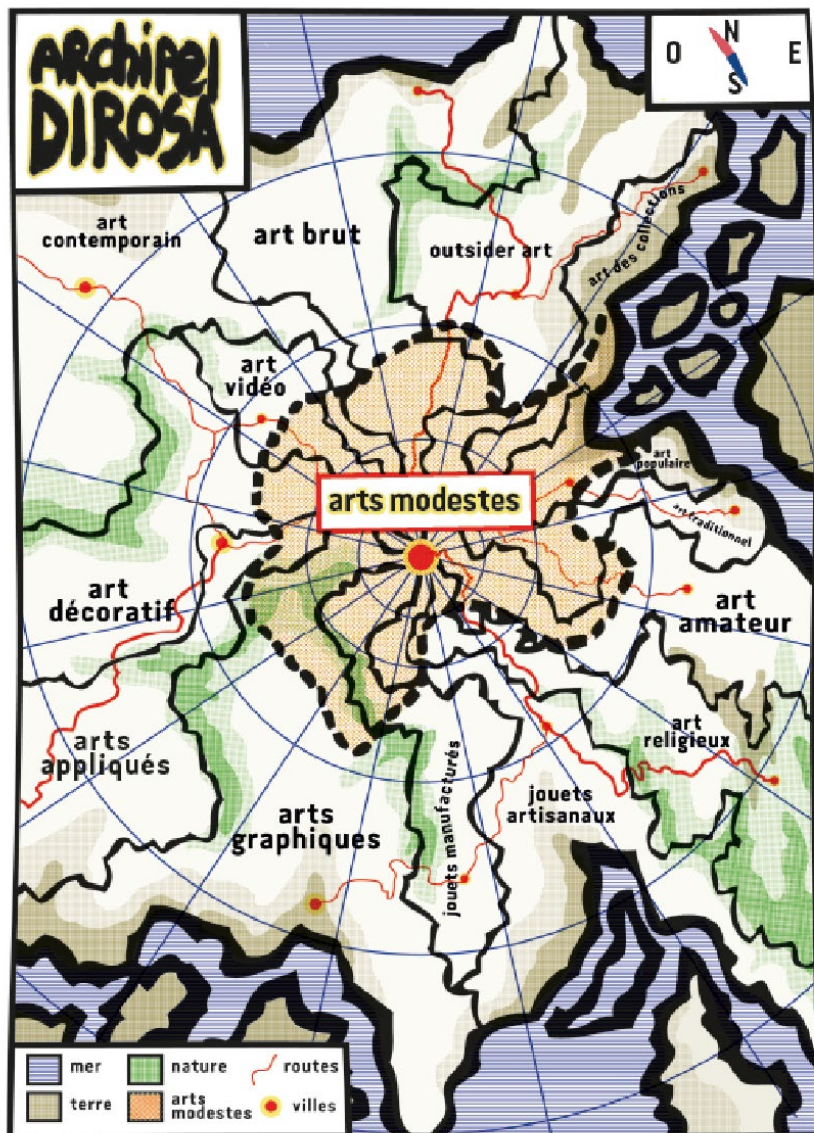 ARCHIPEL
DI ROSA
N
O
E
S
art
contemporain
art brut
outsider art
art des collections
art
vidéo
art
populaire
arts modestes
art traditionnel
art
décoratif
art
amateur
arts
appliqués
art
religieux
arts
graphiques
jouets manufacturés
jouets
artisanaux
mer
nature
routes
terre
arts
modestes
villes